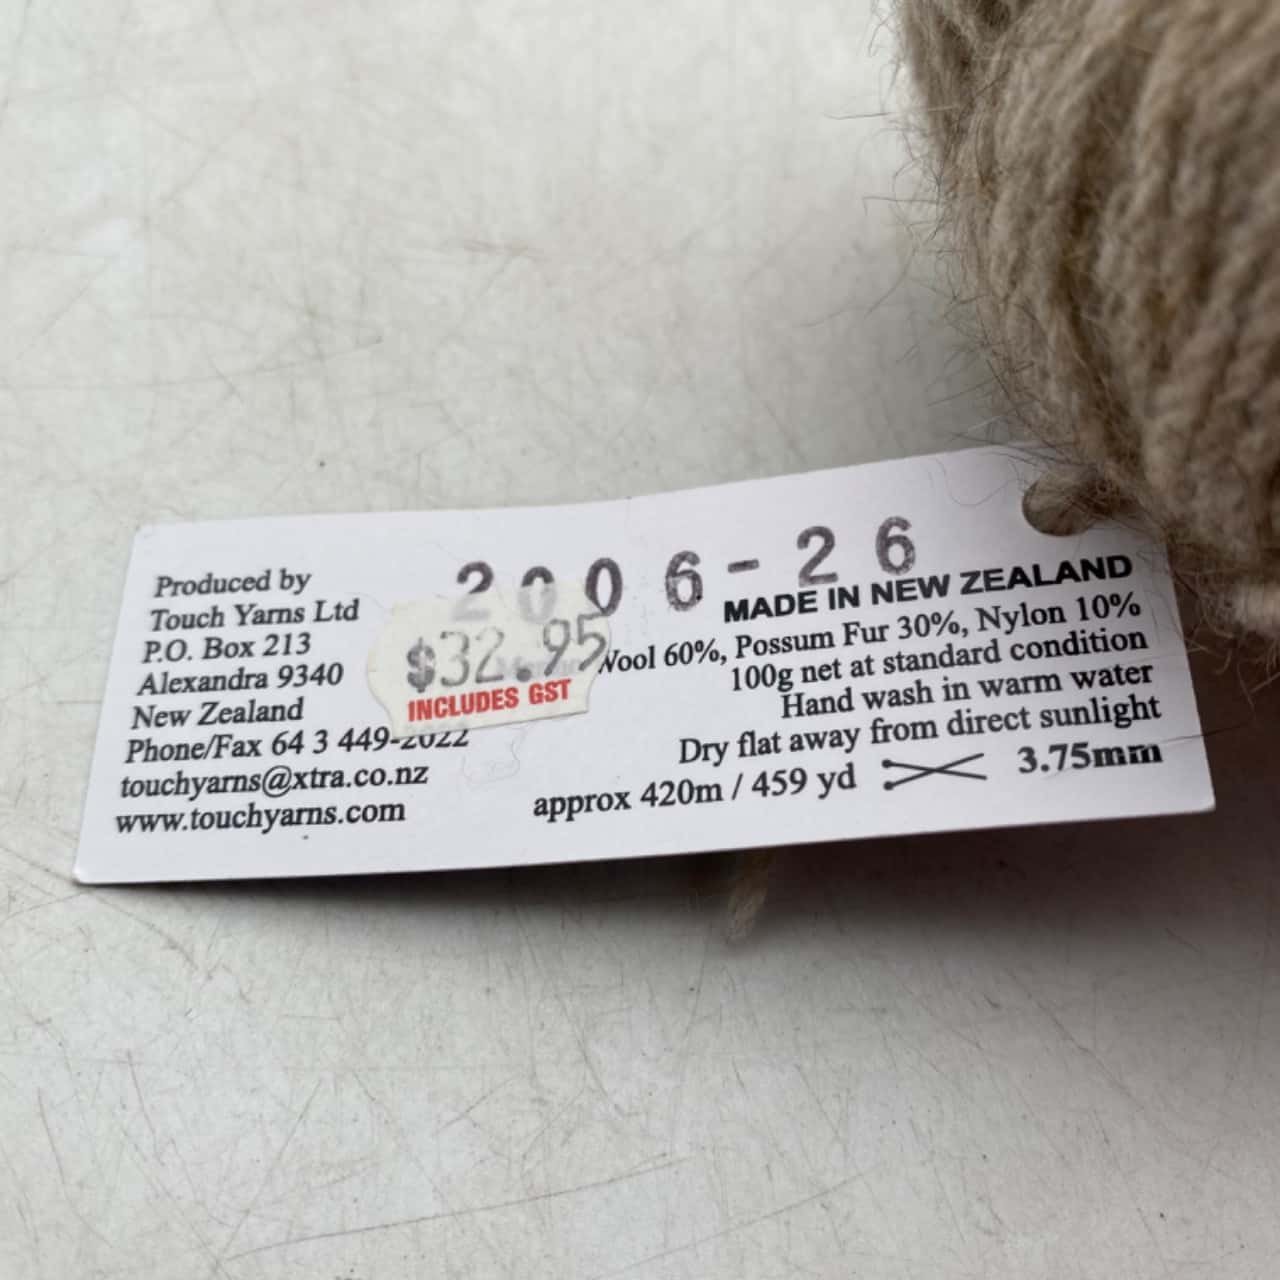 Produced by
Touch Yarns Ltd
P.O. Box 213
Alexandra 9340
New Zealand
Phone/Fax 64 3 449-2022
touchyarns@xtra.co.nz
www.touchyarns.com
$32.95
INCLUDES GST
2006-26
MADE IN NEW ZEALAND
Wool 60%, Possum Fur 30%, Nylon 10%
100g net at standard condition
Hand wash in warm water
Dry flat away from direct sunlight
approx 420m / 459 yd 3.75mm